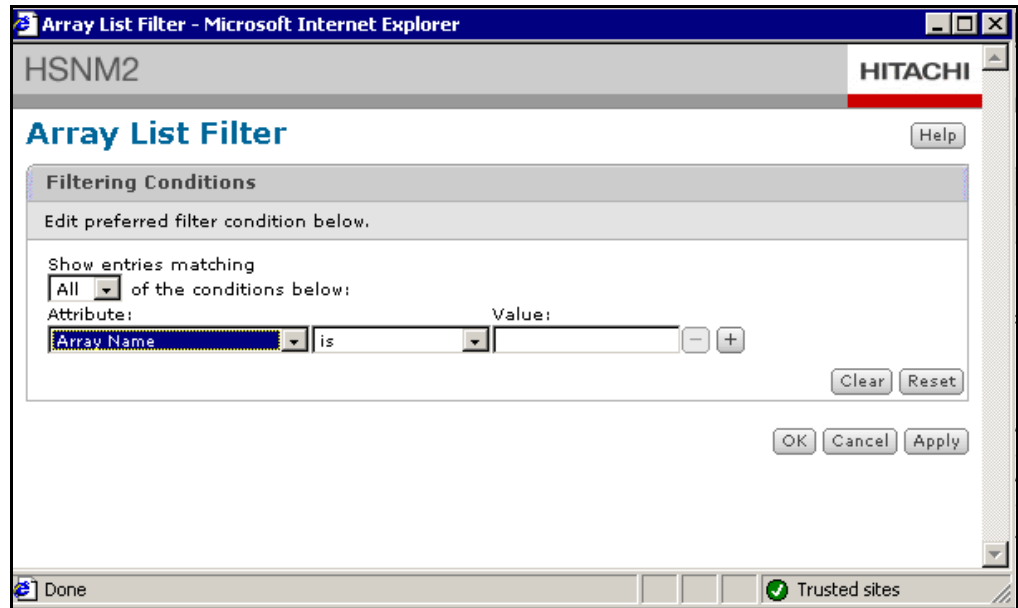 Array List Filter - Microsoft Internet Explorer
HSNM2
HITACHI
Array List Filter
Help
Filtering Conditions
Edit preferred filter condition below.
Show entries matching
All of the conditions below:
Attribute: Value:
Array Name is − +
Clear Reset
OK Cancel Apply
Done Trusted sites